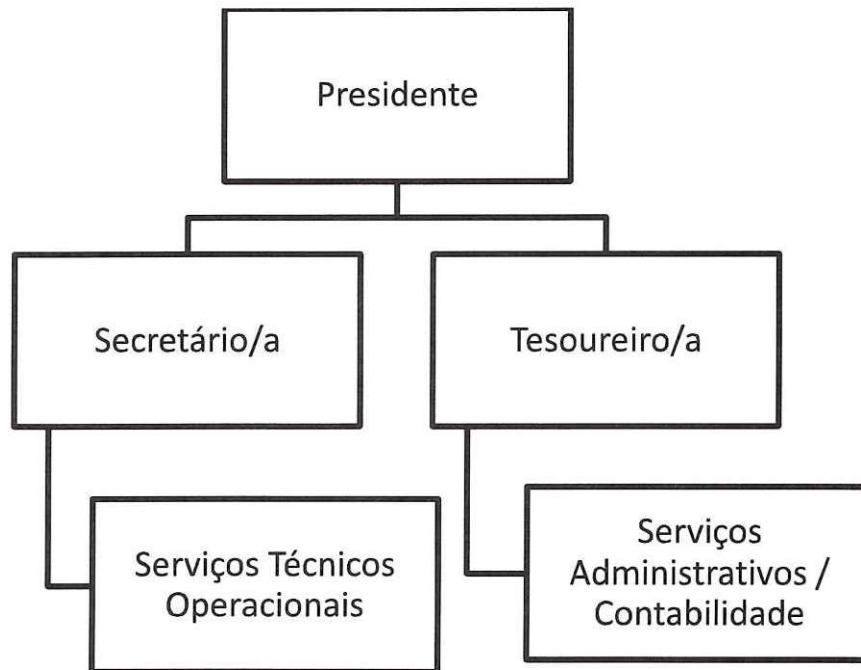 Presidente
Secretário/a
Tesoureiro/a
Serviços Técnicos
Operacionais
Serviços
Administrativos /
Contabilidade